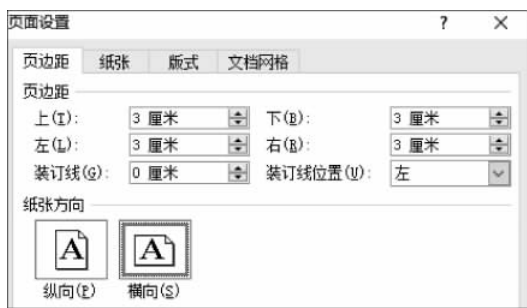 页面设置 ? ×
页边距 纸张 版式 文档网格
页边距
上(T): 3 厘米 下(B): 3 厘米
左(L): 3 厘米 右(R): 3 厘米
装订线(G): 0 厘米 装订线位置(U): 左
纸张方向
A A
纵向(P) 横向(S)